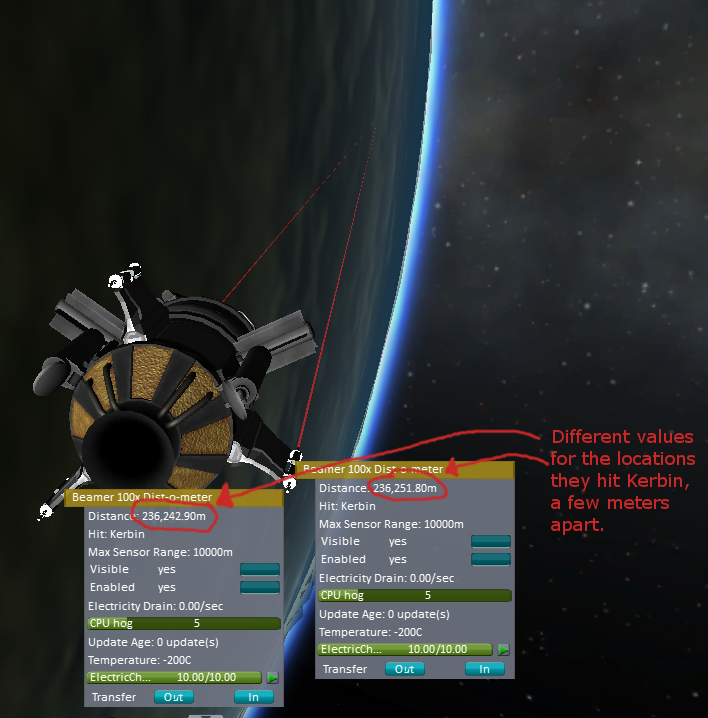 Different values
for the locations
they hit Kerbin,
a few meters
apart.
Beamer 100x Dist-o-meter
Distance: 236,251.80m
Hit: Kerbin
Max Sensor Range: 10000m
Visible yes
Enabled yes
Electricity Drain: 0.00/sec
CPU hog 5
Update Age: 0 update(s)
Temperature: -200C
ElectricCh... 10.00/10.00
Transfer Out In
Beamer 100x Dist-o-meter
Distance: 236,242.90m
Hit: Kerbin
Max Sensor Range: 10000m
Visible yes
Enabled yes
Electricity Drain: 0.00/sec
CPU hog 5
Update Age: 0 update(s)
Temperature: -200C
ElectricCh... 10.00/10.00
Transfer Out In